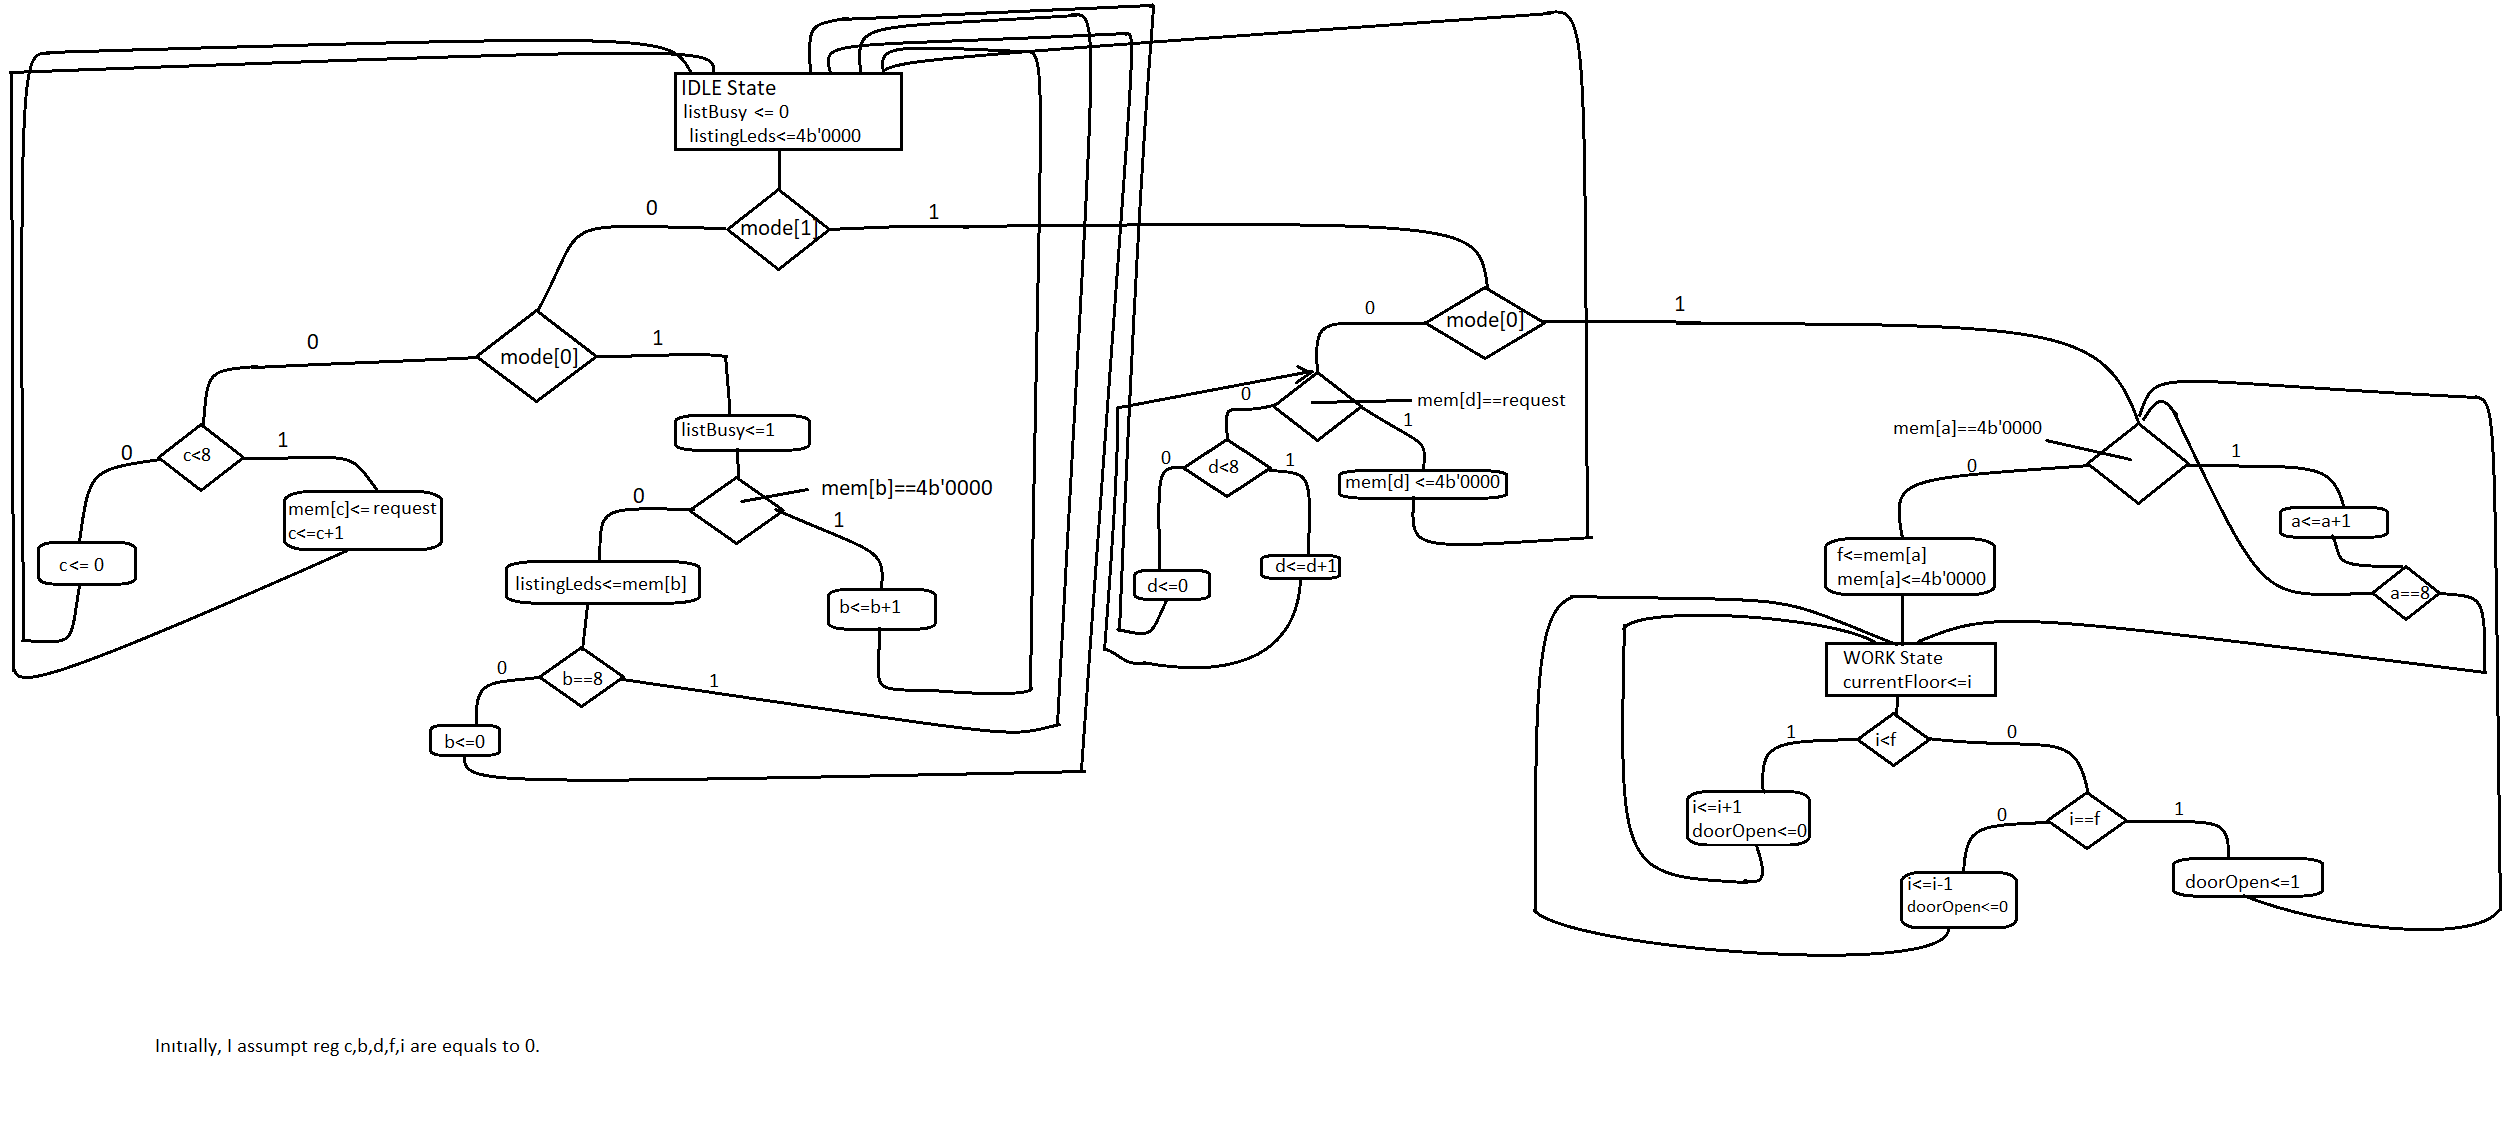 IDLE State
listBusy <= 0
listingLeds<=4b'0000
mode[1]
0
1
mode[0]
0
1
c<8
0
1
c<= 0
mem[c]<= request
c<=c+1
listBusy<=1
mem[b]==4b'0000
0
1
listingLeds<=mem[b]
b<=b+1
b==8
0
1
b<=0
mode[0]
0
1
mem[d]==request
0
1
d<8
0
1
mem[d] <=4b'0000
d<=0
d<=d+1
mem[a]==4b'0000
0
1
a<=a+1
a==8
f<=mem[a]
mem[a]<=4b'0000
WORK State
currentFloor<=i
i<f
1
0
i<=i+1
doorOpen<=0
i==f
0
1
i<=i-1
doorOpen<=0
doorOpen<=1
Initially, I assumpt reg c,b,d,f,i are equals to 0.